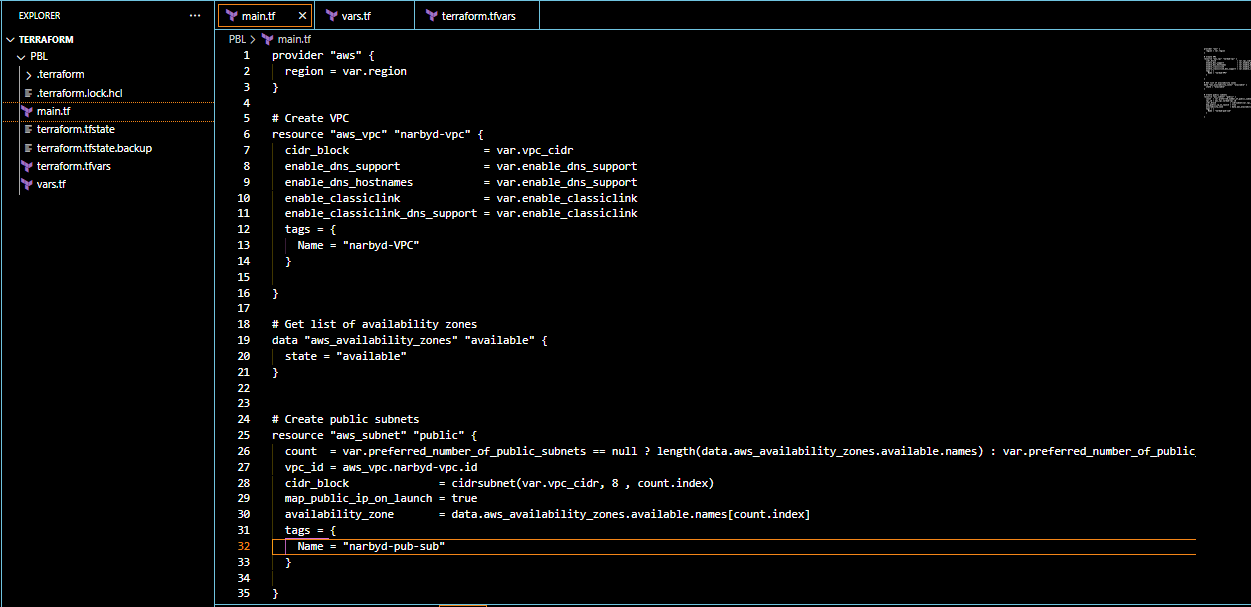 EXPLORER
TERRAFORM
PBL
.terraform
.terraform.lock.hcl
main.tf
terraform.tfstate
terraform.tfstate.backup
terraform.tfvars
vars.tf
main.tf
vars.tf
terraform.tfvars
PBL > main.tf
1 provider "aws" {
2   region = var.region
3 }
4
5 # Create VPC
6 resource "aws_vpc" "narbyd-vpc" {
7   cidr_block                     = var.vpc_cidr
8   enable_dns_support             = var.enable_dns_support
9   enable_dns_hostnames           = var.enable_dns_support
10   enable_classiclink             = var.enable_classiclink
11   enable_classiclink_dns_support = var.enable_classiclink
12   tags = {
13     Name = "narbyd-VPC"
14   }
15
16 }
17
18 # Get list of availability zones
19 data "aws_availability_zones" "available" {
20   state = "available"
21 }
22
23
24 # Create public subnets
25 resource "aws_subnet" "public" {
26   count  = var.preferred_number_of_public_subnets == null ? length(data.aws_availability_zones.available.names) : var.preferred_number_of_public_
27   vpc_id = aws_vpc.narbyd-vpc.id
28   cidr_block              = cidrsubnet(var.vpc_cidr, 8 , count.index)
29   map_public_ip_on_launch = true
30   availability_zone       = data.aws_availability_zones.available.names[count.index]
31   tags = {
32     Name = "narbyd-pub-sub"
33   }
34
35 }